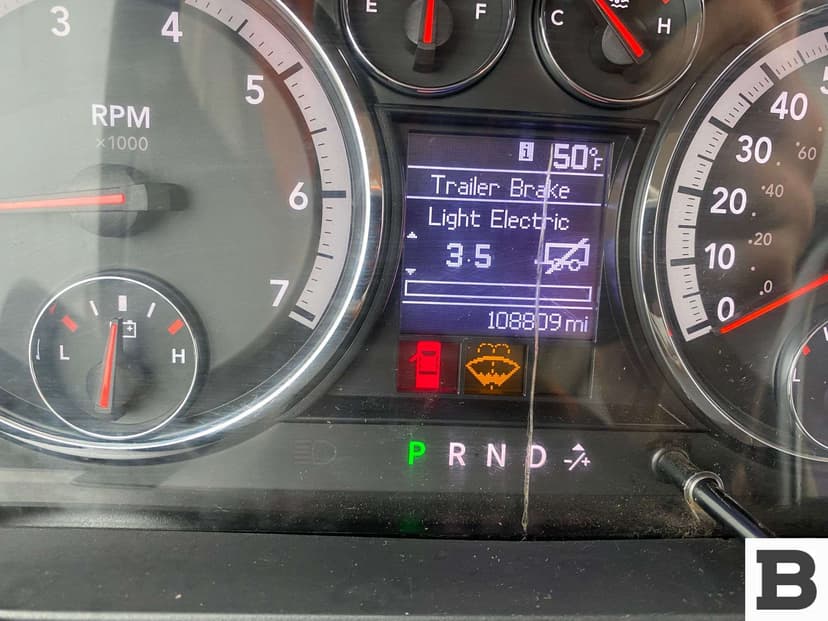 3
4
5
6
7
RPM
×1000
L
H
E
F
C
H
i
50°F
Trailer Brake
Light Electric
3.5
108809 mi
P R N D -/+
40
30
20
10
0
60
40
20
0
L
B